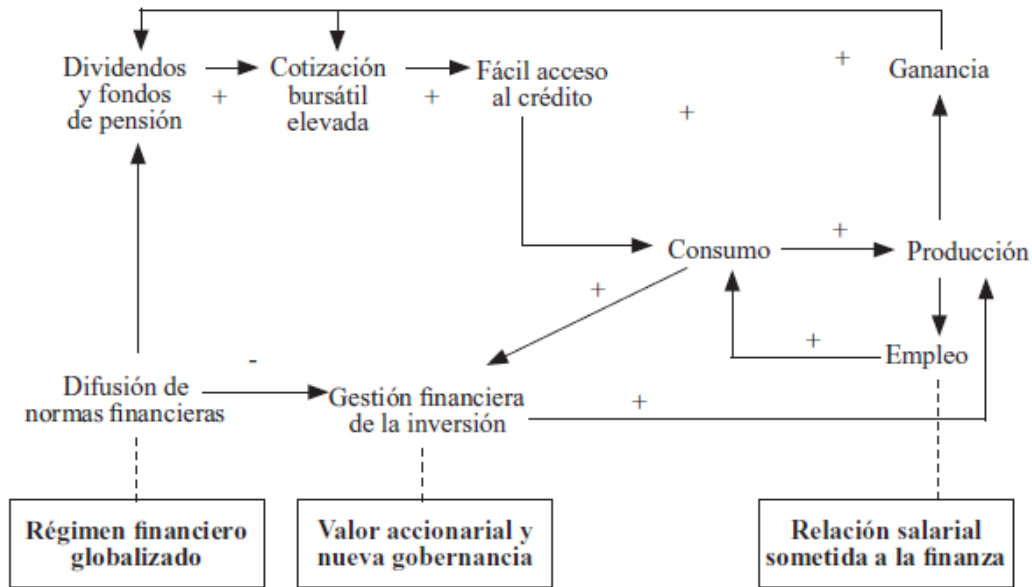 Dividendos
y fondos
de pensión
+
Cotización
bursátil
elevada
+
Fácil acceso
al crédito
+
+
Ganancia
Consumo
+
Producción
+
+
Empleo
-
Difusión de
normas financieras
Gestión financiera
de la inversión
+
Régimen financiero
globalizado
Valor accionarial y
nueva gobernancia
Relación salarial
sometida a la finanza